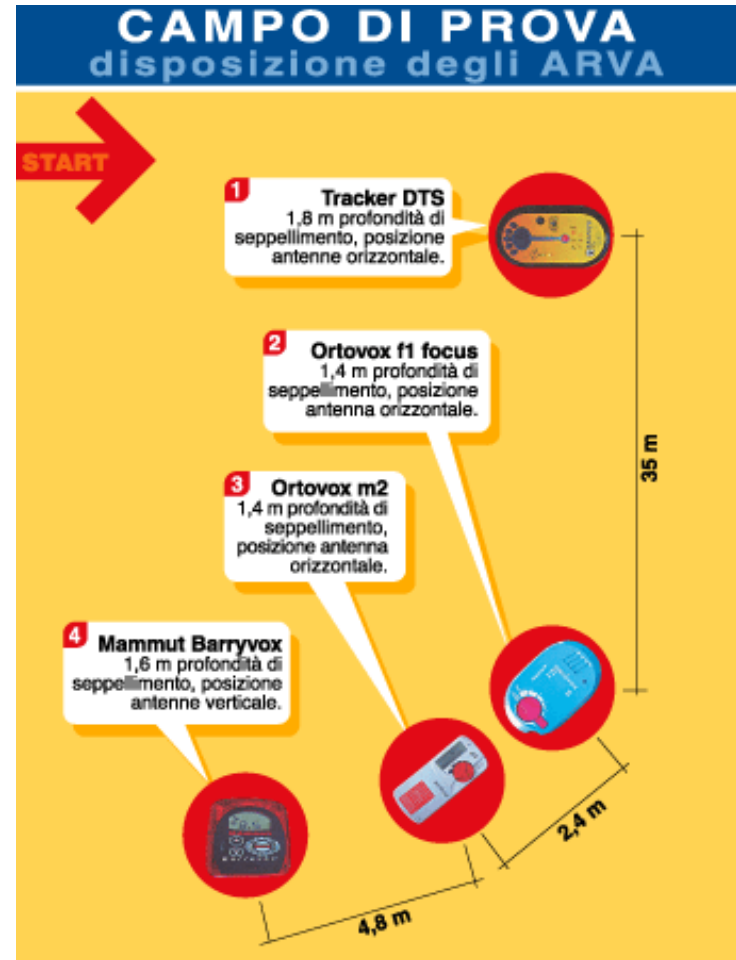 CAMPO DI PROVA
disposizione degli ARVA
START
1
Tracker DTS
1,8 m profondità di
seppellimento, posizione
antenne orizzontale.
2
Ortovox f1 focus
1,4 m profondità di
seppellimento, posizione
antenna orizzontale.
35 m
3
Ortovox m2
1,4 m profondità di
seppellimento,
posizione antenna
orizzontale.
4
Mammut Barryvox
1,6 m profondità di
seppellimento, posizione
antenne verticale.
2,4 m
4,8 m